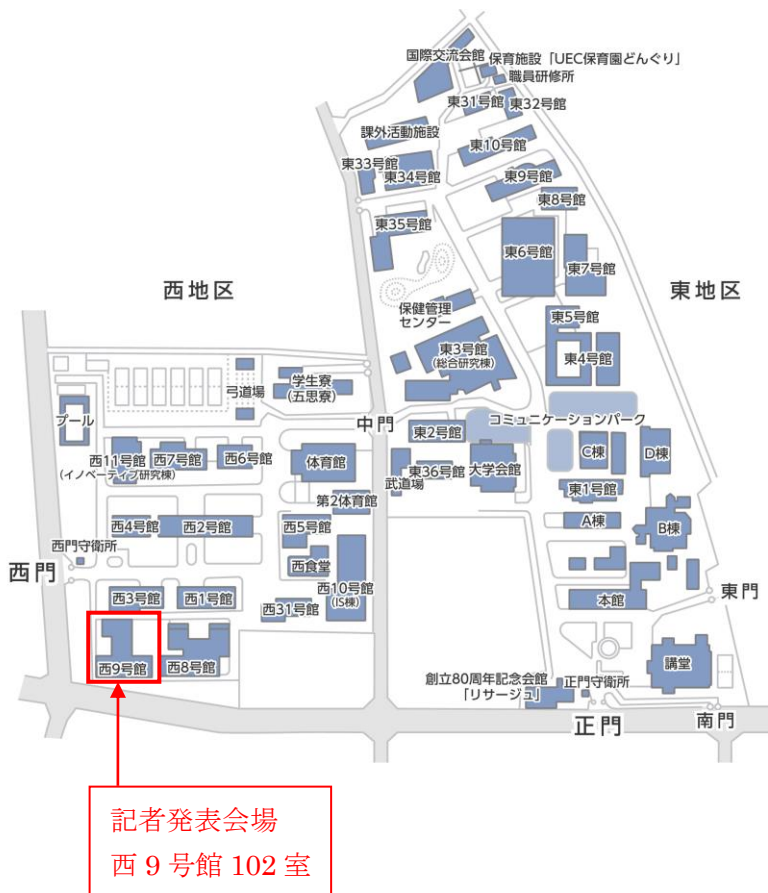 国際交流会館
保育施設「UEC保育園どんぐり」
職員研修所
東31号館
東32号館
課外活動施設
東10号館
東33号館
東34号館
東9号館
東8号館
東35号館
東6号館
東7号館
西地区
東地区
保健管理
センター
東5号館
東3号館
(総合研究棟)
東4号館
学生寮
(五思寮)
弓道場
プール
中門
コミュニケーションパーク
東2号館
西11号館
(イノベーティブ研究棟)
西7号館
西6号館
体育館
武道場
東36号館
大学会館
C棟
D棟
東1号館
第2体育館
西4号館
西2号館
西5号館
A棟
B棟
西門守衛所
西門
西食堂
西10号館
(IS棟)
西3号館
西1号館
西31号館
本館
東門
西9号館
西8号館
講堂
創立80周年記念会館
「リサージュ」
正門守衛所
正門
南門
記者発表会場
西 9 号館 102 室